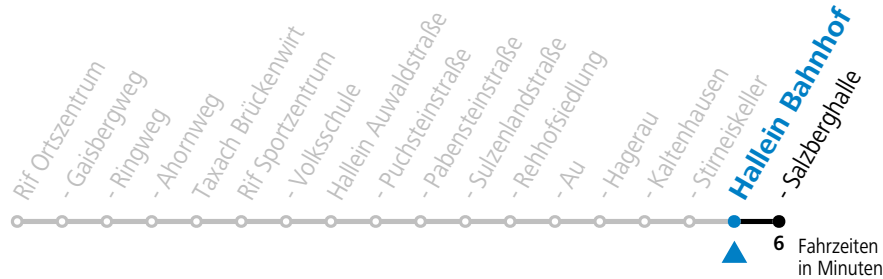 Rif Ortszentrum
- Gaisbergweg
- Ringweg
- Ahornweg
Taxach Brückenwirt
Rif Sportzentrum
- Volksschule
Hallein Auwaldstraße
- Puchsteinstraße
- Pabensteinstraße
- Sulzenlandstraße
- Rehhofsiedlung
- Au
- Hagerau
- Kaltenhausen
- Stirneiskeller
Hallein Bahnhof
- Salzberghalle
6 Fahrzeiten
in Minuten